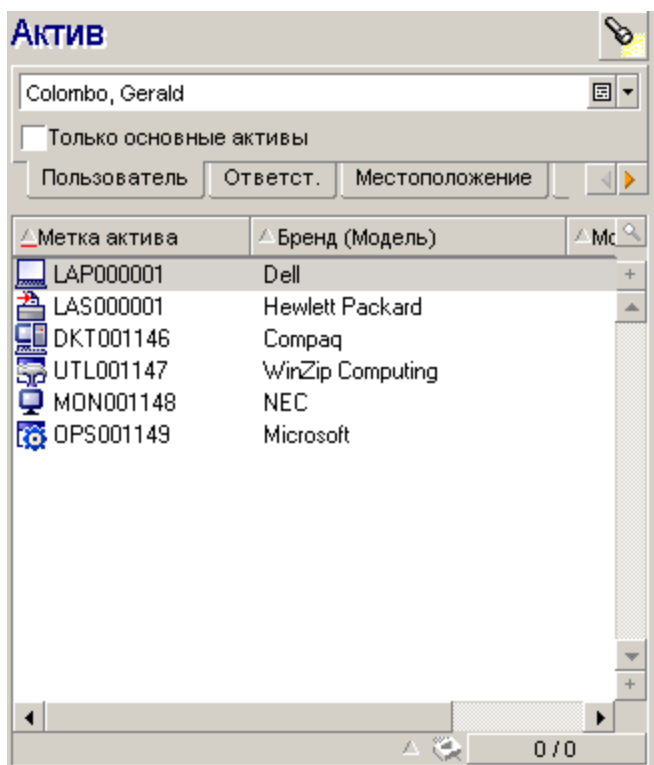 Актив
Colombo, Gerald
Только основные активы
Пользователь Ответст. Местоположение
Метка актива Бренд (Модель) Мо
LAP000001 Dell
LAS000001 Hewlett Packard
DKT001146 Compaq
UTL001147 WinZip Computing
MON001148 NEC
OPS001149 Microsoft
0 / 0